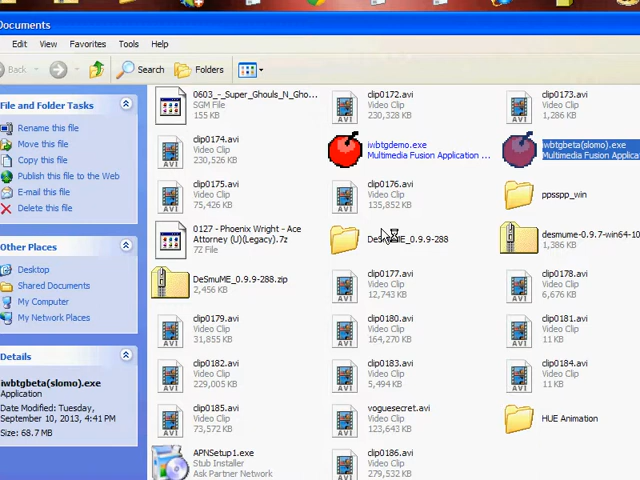 Documents
Edit View Favorites Tools Help
Back Search Folders
File and Folder Tasks
Rename this file
Move this file
Copy this file
Publish this file to the Web
E-mail this file
Delete this file
Other Places
Desktop
Shared Documents
My Computer
My Network Places
Details
iwbtgbeta(slomo).exe
Application
Date Modified: Tuesday,
September 10, 2013, 4:41 PM
Size: 68.7 MB
0603_-_Super_Ghouls_N_Gho...
SGM File
155 KB
clip0172.avi
Video Clip
230,328 KB
clip0173.avi
Video Clip
1,286 KB
clip0174.avi
Video Clip
230,526 KB
iwbtgdemo.exe
Multimedia Fusion Application ...
iwbtgbeta(slomo).exe
Multimedia Fusion Applica
clip0175.avi
Video Clip
75,426 KB
clip0176.avi
Video Clip
135,852 KB
ppsspp_win
0127 - Phoenix Wright - Ace
Attorney (U)(Legacy).7z
7Z File
DeSmuME_0.9.9-288
desmume-0.9.7-win64-10
1,386 KB
DeSmuME_0.9.9-288.zip
2,456 KB
clip0177.avi
Video Clip
12,743 KB
clip0178.avi
Video Clip
6,676 KB
clip0179.avi
Video Clip
31,855 KB
clip0180.avi
Video Clip
164,270 KB
clip0181.avi
Video Clip
11 KB
clip0182.avi
Video Clip
229,005 KB
clip0183.avi
Video Clip
5,494 KB
clip0184.avi
Video Clip
11 KB
clip0185.avi
Video Clip
73,572 KB
voguesecret.avi
Video Clip
123,643 KB
HUE Animation
APNSetup1.exe
Stub Installer
Ask Partner Network
clip0186.avi
Video Clip
279,532 KB